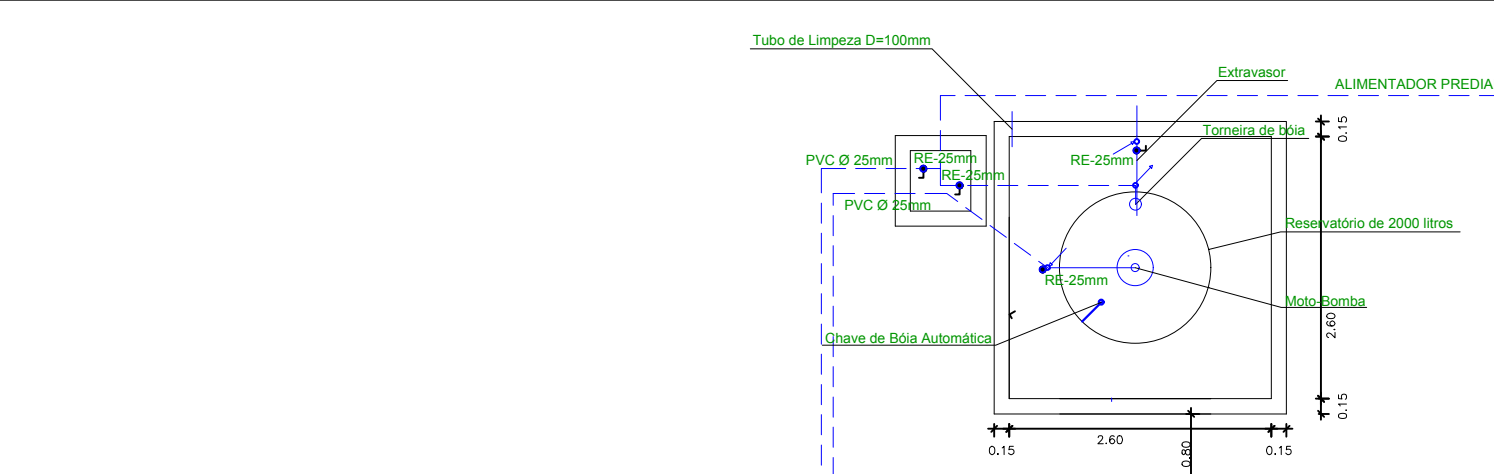 Tubo de Limpeza D=100mm
Extravasor
ALIMENTADOR PREDIA
0.15
Torneira de bóia
PVC Ø 25mm
RE-25mm
RE-25mm
RE-25mm
PVC Ø 25mm
Reservatório de 2000 litros
RE-25mm
Moto-Bomba
2.60
Chave de Bóia Automática
0.15
0.15
2.60
0.80
0.15